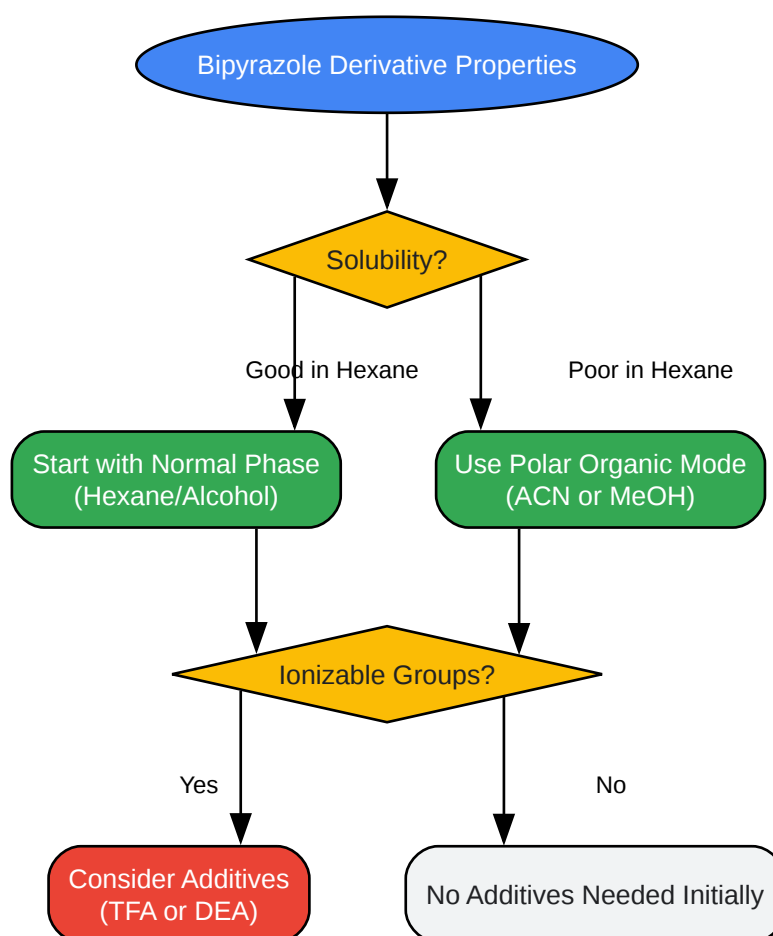 Bipyrazole Derivative Properties
Solubility?
Good in Hexane
Poor in Hexane
Start with Normal Phase
(Hexane/Alcohol)
Use Polar Organic Mode
(ACN or MeOH)
Ionizable Groups?
Yes
No
Consider Additives
(TFA or DEA)
No Additives Needed Initially